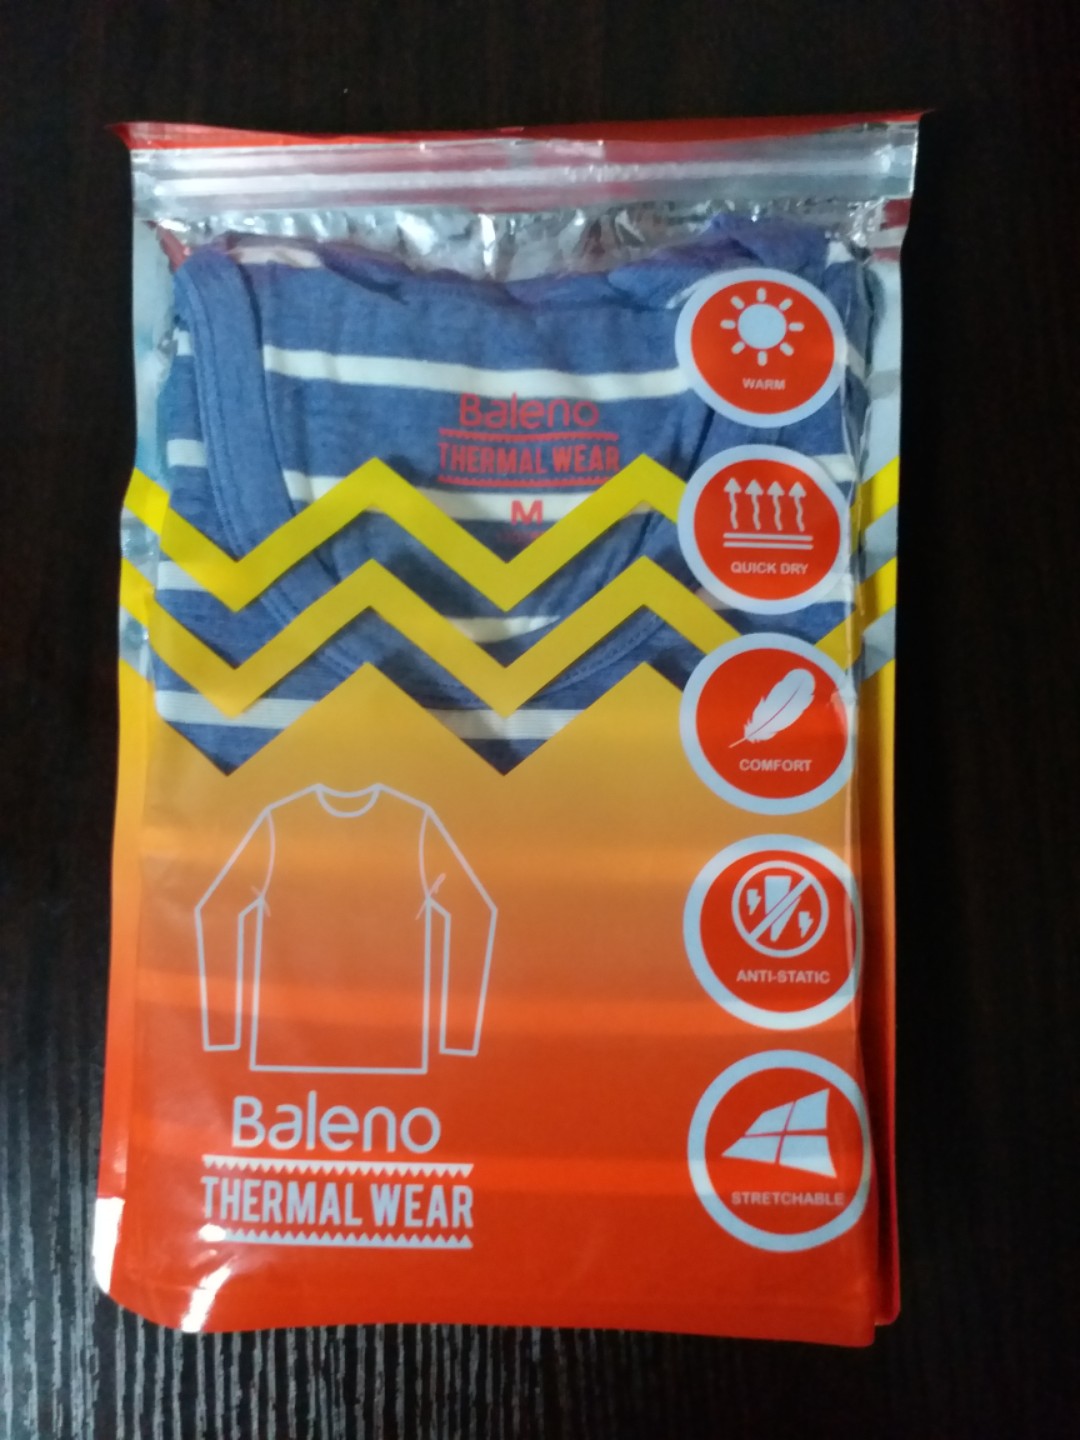 Baleno
THERMAL WEAR
M
WARM
QUICK DRY
COMFORT
ANTI-STATIC
STRETCHABLE
Baleno
THERMAL WEAR